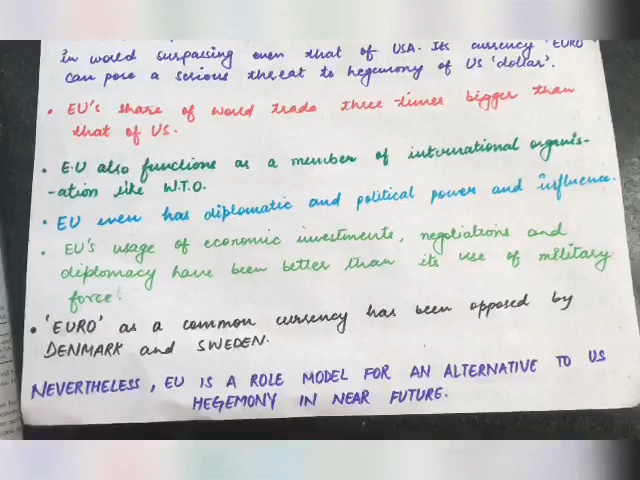 in world surpassing even that of USA. Its currency 'EURO'
can pose a serious threat to hegemony of US 'dollar'.
• EU's share of world trade three-times bigger than
that of US.
• E.U also functions as a member of international organis-
-ation like W.T.O.
• EU even has diplomatic and political power and influence.
• EU's usage of economic investments, negotiations and
diplomacy have been better than its use of military
force.
• 'EURO' as a common currency has been opposed by
DENMARK and SWEDEN.
NEVERTHELESS, EU IS A ROLE MODEL FOR AN ALTERNATIVE TO US
HEGEMONY IN NEAR FUTURE.